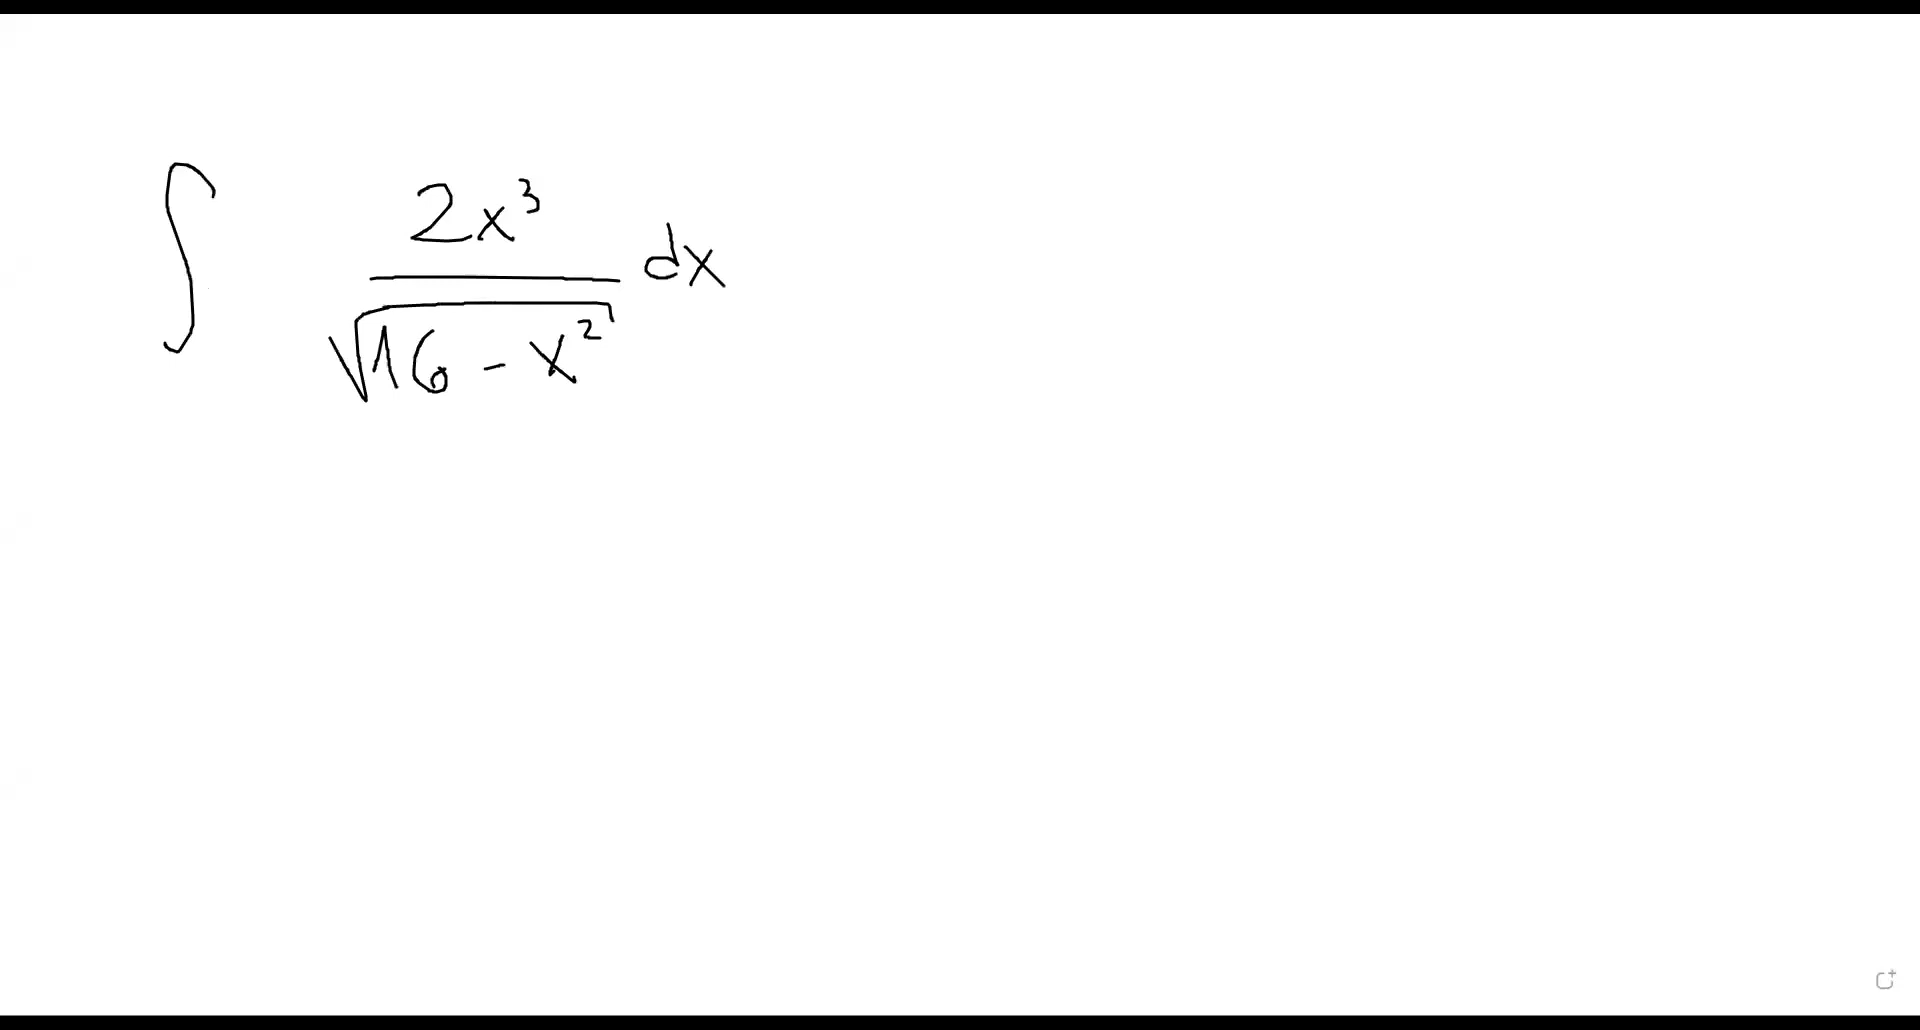 ∫ 2x³ / √(16 - x²) dx